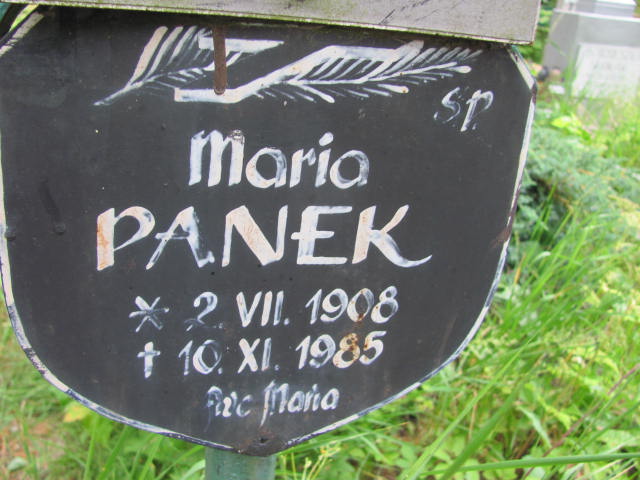 SP.
Maria
PANEK
* 2. VII. 1908
† 10. XI. 1985
Ave Maria